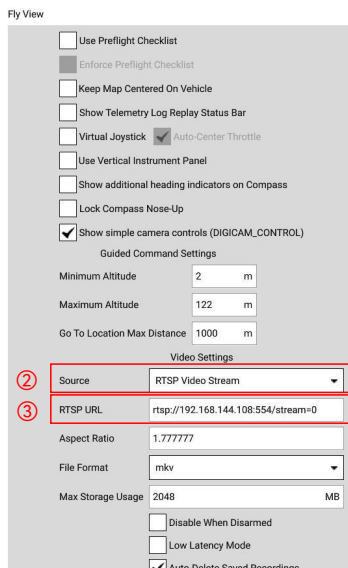 Fly View
Use Preflight Checklist
Enforce Preflight Checklist
Keep Map Centered On Vehicle
Show Telemetry Log Replay Status Bar
Virtual Joystick Auto-Center Throttle
Use Vertical Instrument Panel
Show additional heading indicators on Compass
Lock Compass Nose-Up
Show simple camera controls (DIGICAM_CONTROL)
Guided Command Settings
Minimum Altitude 2 m
Maximum Altitude 122 m
Go To Location Max Distance 1000 m
Video Settings
② Source RTSP Video Stream
③ RTSP URL rtsp://192.168.144.108:554/stream=0
Aspect Ratio 1.777777
File Format mkv
Max Storage Usage 2048 MB
Disable When Disarmed
Low Latency Mode
Auto-Delete Saved Recordings